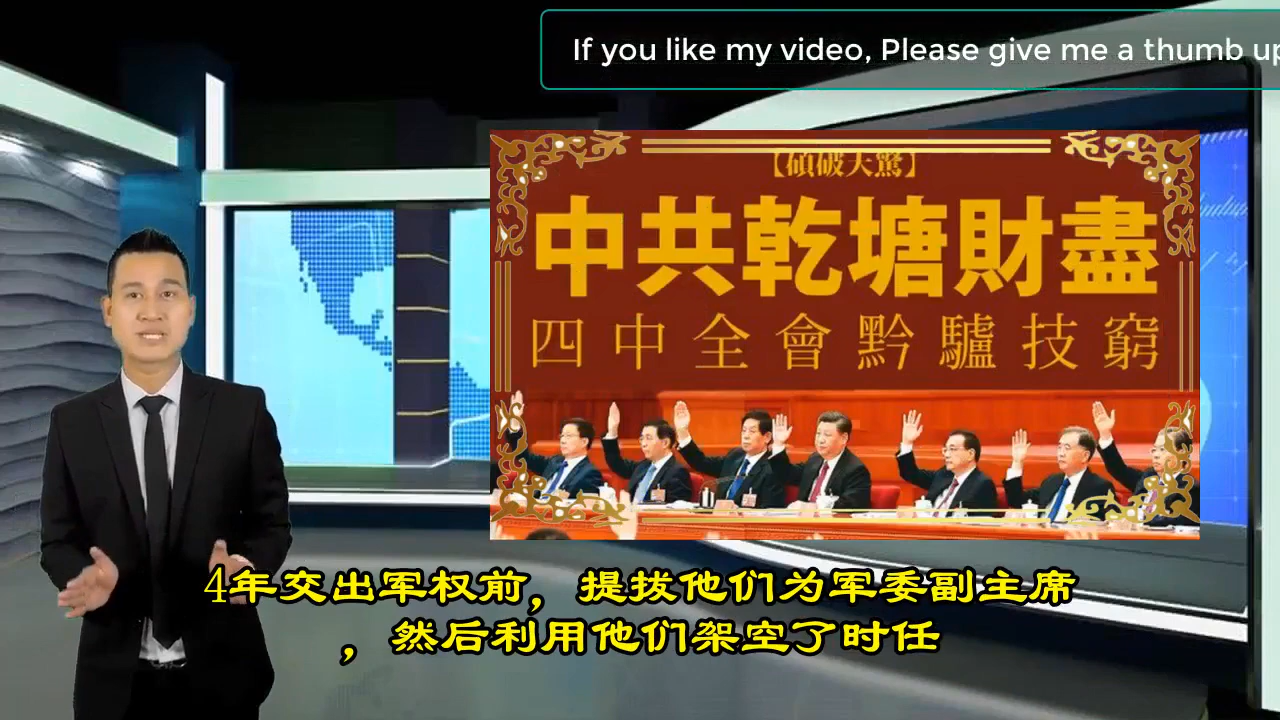 If you like my video, Please give me a thumb up
【碩破天驚】
中共乾塘財盡
四中全會黔驢技窮
4年交出军权前，提拔他们为军委副主席
，然后利用他们架空了时任